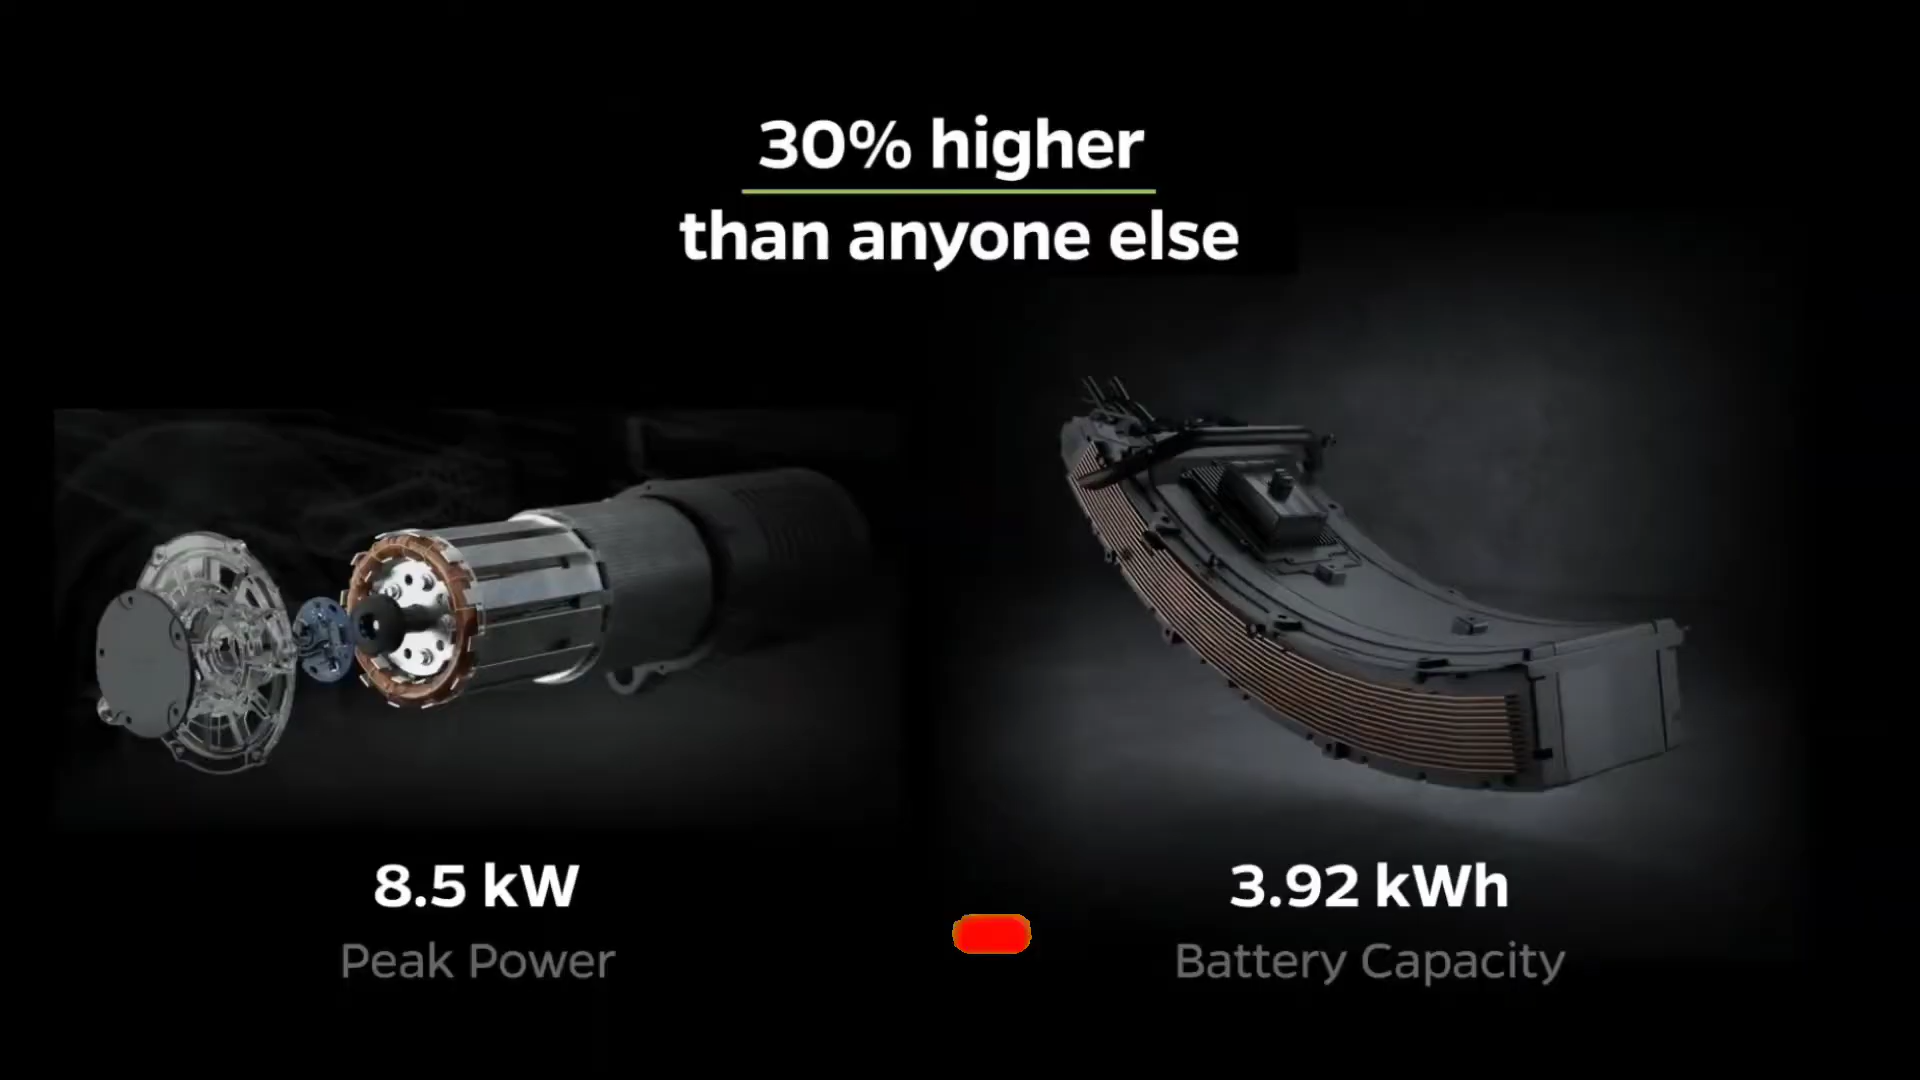 30% higher
than anyone else
8.5 kW
Peak Power
3.92 kWh
Battery Capacity